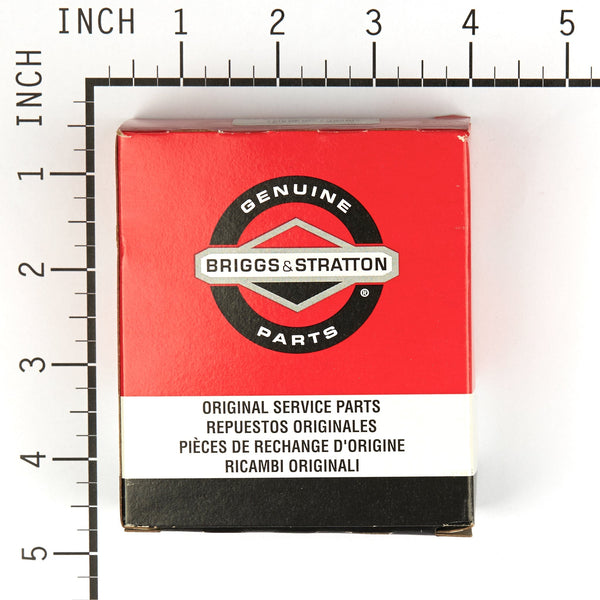 INCH 1 2 3 4 5
INCH
1
2
3
4
5
GENUINE
BRIGGS & STRATTON
®
PARTS
ORIGINAL SERVICE PARTS
REPUESTOS ORIGINALES
PIÈCES DE RECHANGE D'ORIGINE
RICAMBI ORIGINALI